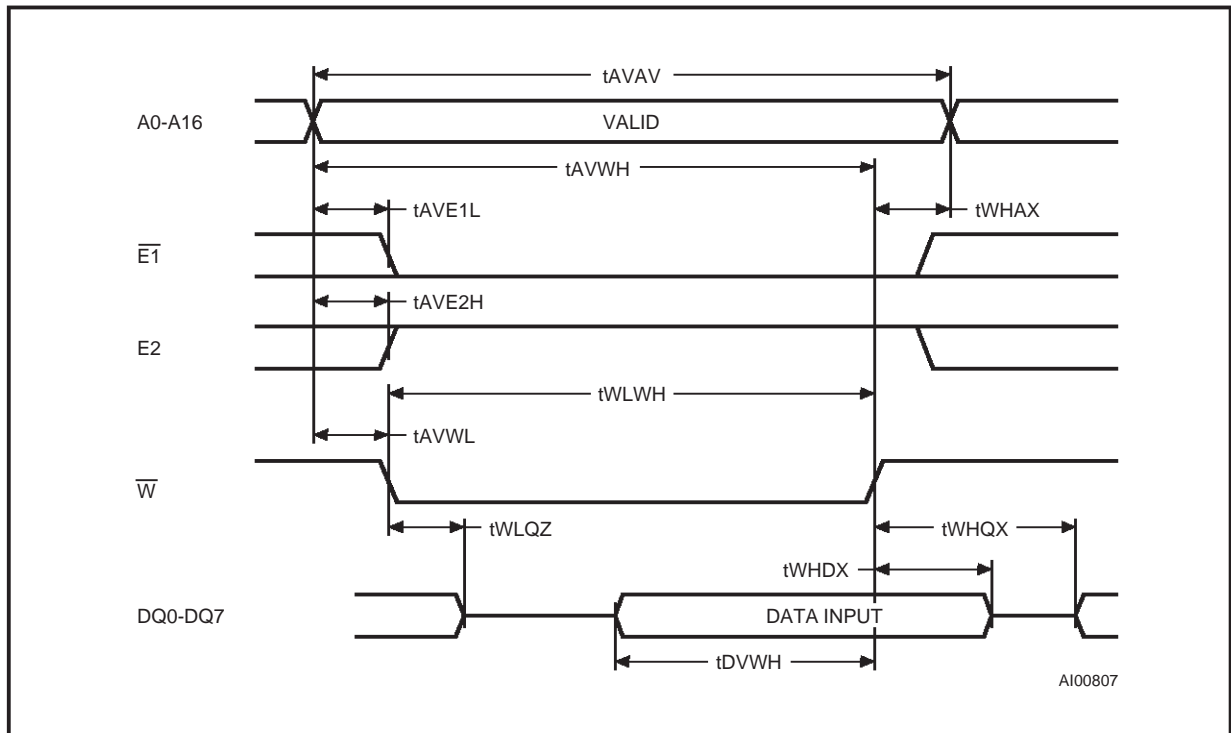 tAVAV
A0-A16
VALID
tAVWH
tAVE1L
tWHAX
E1
tAVE2H
E2
tWLWH
tAVWL
W
tWLQZ
tWHQX
tWHDX
DQ0-DQ7
DATA INPUT
tDVWH
AI00807